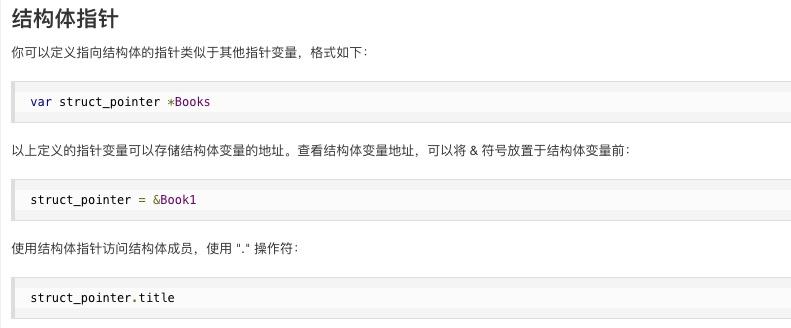 结构体指针
你可以定义指向结构体的指针类似于其他指针变量，格式如下：
var struct_pointer *Books
以上定义的指针变量可以存储结构体变量的地址。查看结构体变量地址，可以将 & 符号放置于结构体变量前：
struct_pointer = &Book1
使用结构体指针访问结构体成员，使用 "." 操作符：
struct_pointer.title